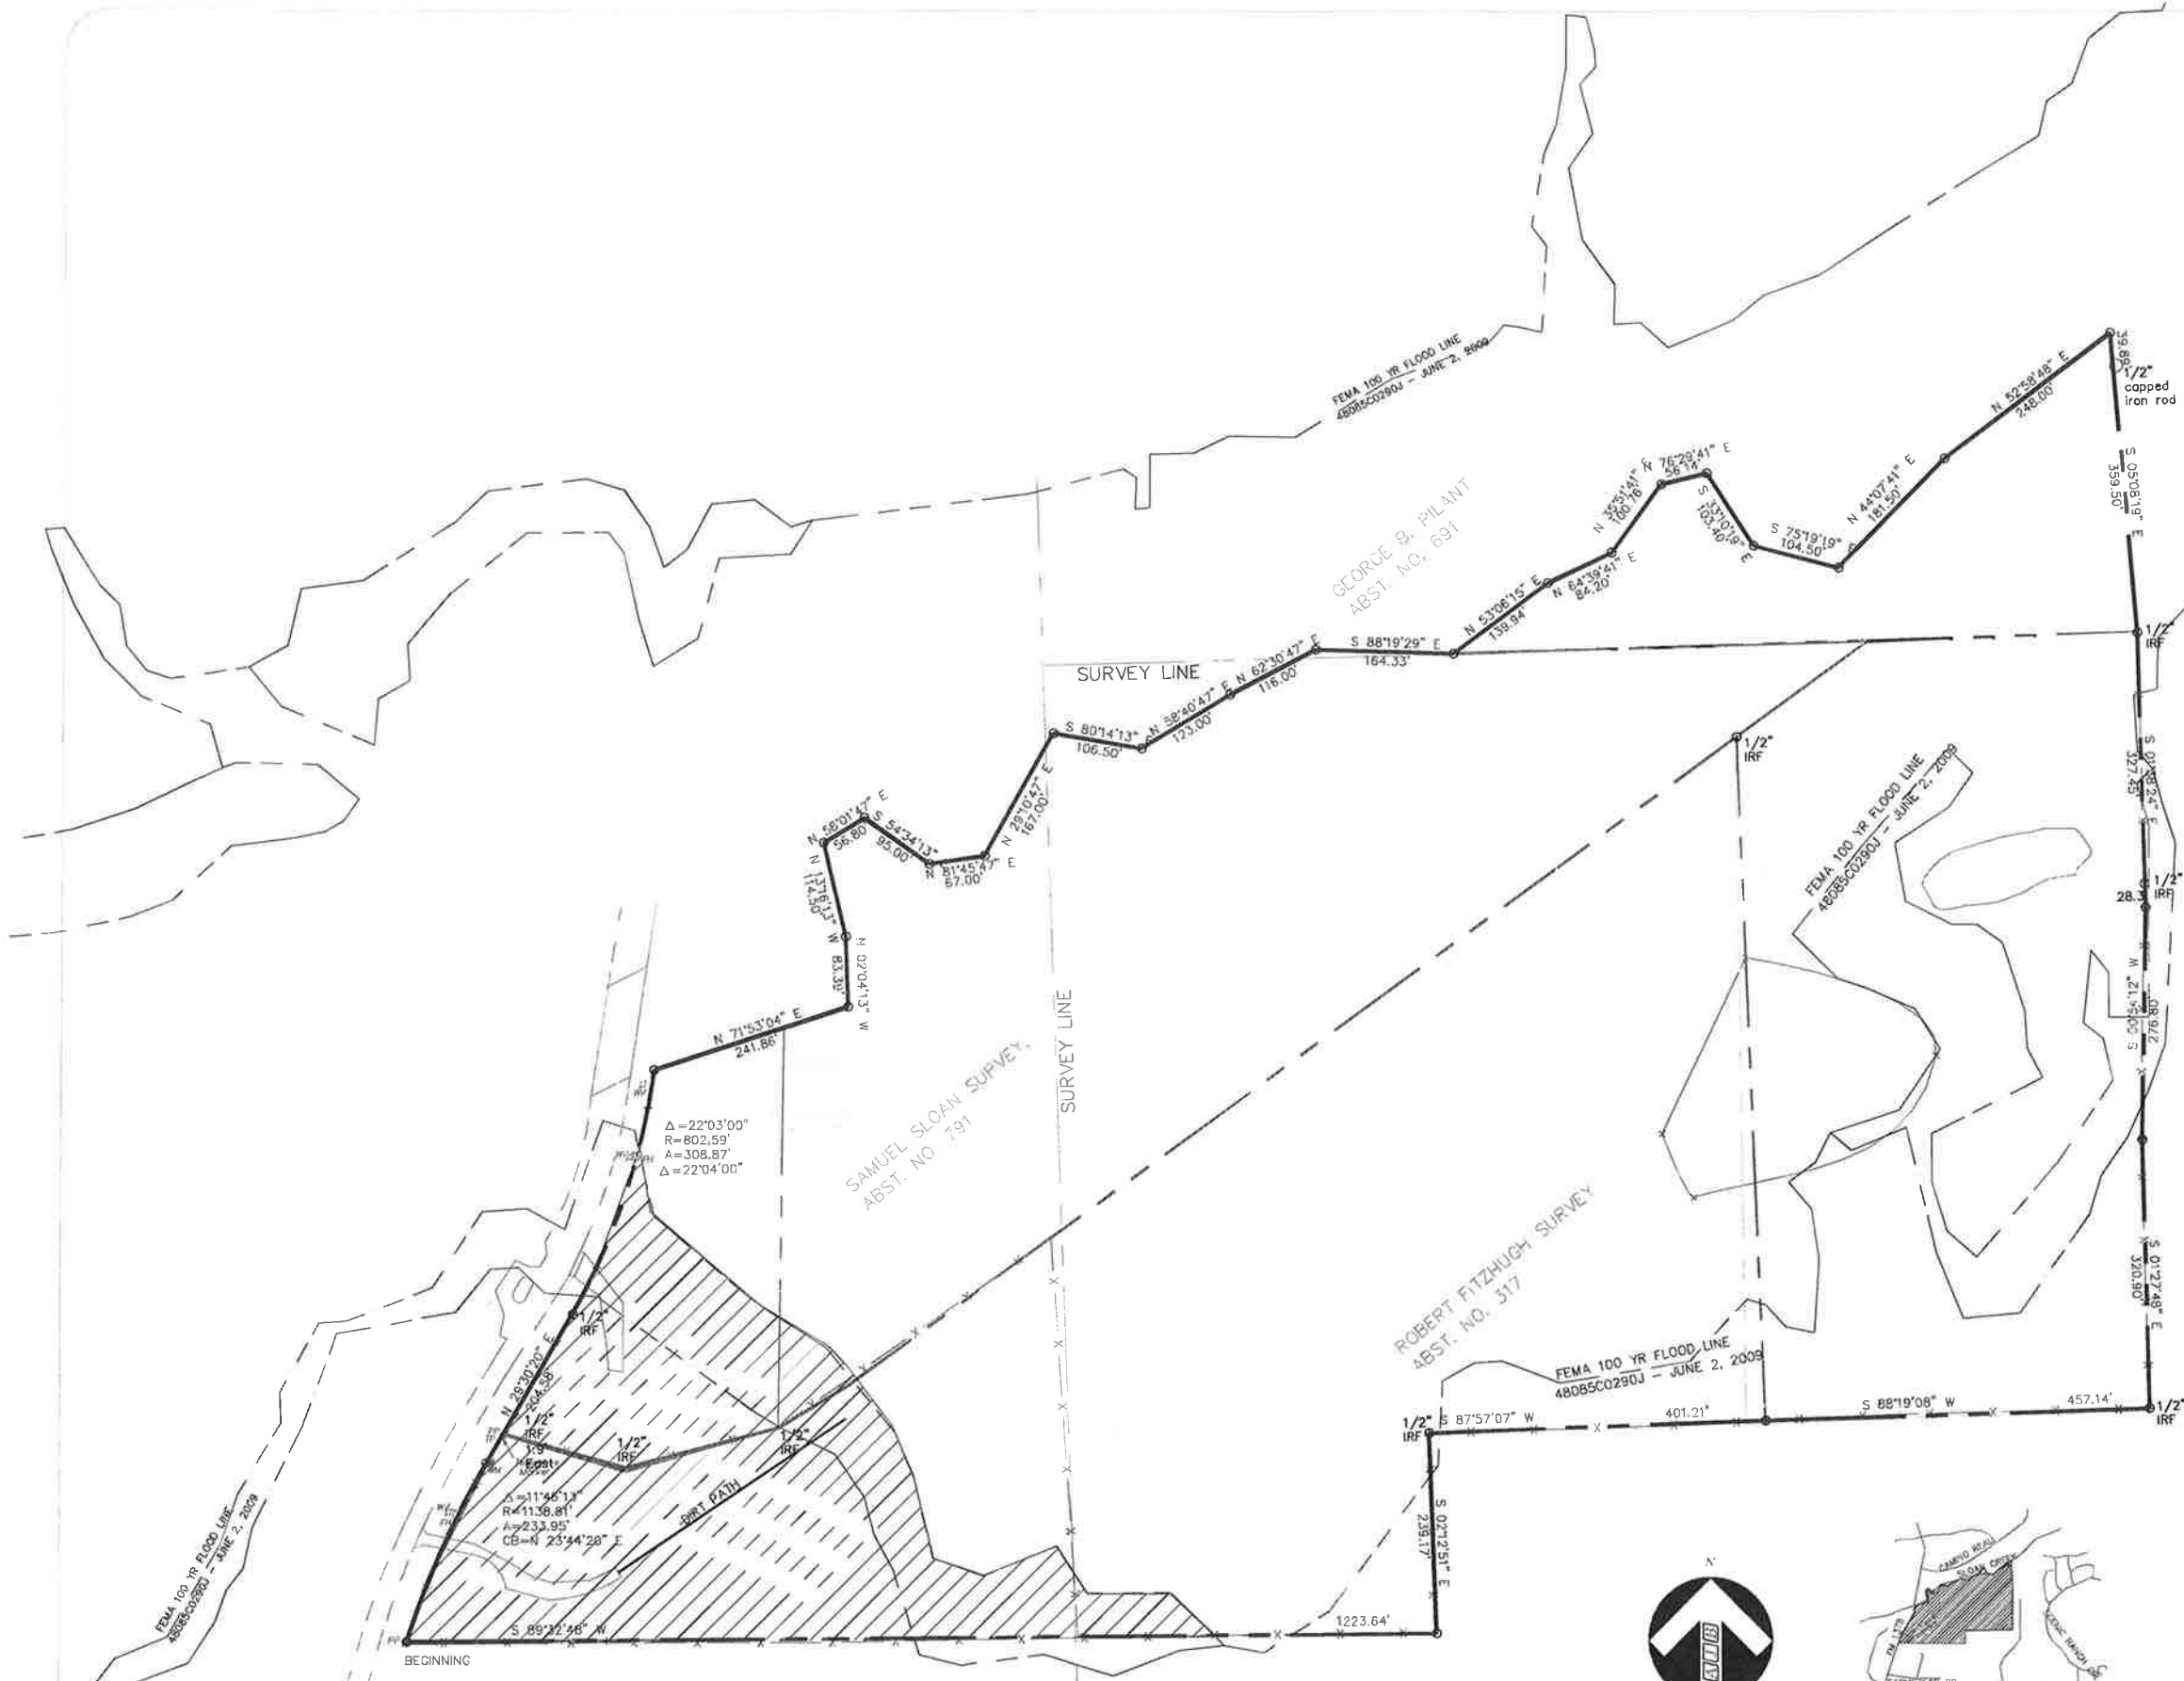 FEMA 100 YR FLOOD LINE
48085C0290J - JUNE 2, 2009
39.89'
1/2"
capped
iron rod
N 52°58'48" E
248.00'
S 05°08'19" E
359.50'
N 44°07'41" E
181.50'
N 76°29'41" E
56.14'
S 33°10'19" E
103.40'
S 75°19'19" E
104.50'
N 35°51'41" E
100.76'
N 64°39'41" E
84.20'
N 53°06'15" E
139.94'
GEORGE B. PILANT
ABST. NO. 691
S 88°19'29" E
164.33'
N 62°30'47" E
116.00'
SURVEY LINE
N 58°40'47" E
123.00'
S 80°14'13"
106.50'
1/2"
IRF
1/2"
IRF
N 29°10'47" E
167.00'
N 58°01'47" E
56.80'
S 54°34'13"
95.00'
N 81°45'47" E
67.00'
N 13°16'13" W
114.50'
N 02°04'13" W
83.39'
FEMA 100 YR FLOOD LINE
48085C0290J - JUNE 2, 2009
327.45'
1/2"
IRF
28.3
276.80'
N 71°53'04" E
241.86'
SURVEY LINE
SAMUEL SLOAN SURVEY,
ABST. NO. 791
Δ=22°03'00"
R=802.59'
A=308.87'
Δ=22°04'00"
ROBERT FITZHUGH SURVEY
ABST. NO. 317
S 01°27'48" E
320.90'
1/2"
IRF
N 29°30'20" E
204.58'
FEMA 100 YR FLOOD LINE
48085C0290J - JUNE 2, 2009
1/2"
IRF
S 87°57'07" W
401.21'
S 88°19'08" W
457.14'
1/2"
IRF
1/2"
IRF
1.9'
East
1/2"
IRF
1/2"
IRF
DIRT PATH
Δ=11°46'13"
R=1138.81'
A=233.95'
CB=N 23°44'28" E
FEMA 100 YR FLOOD LINE
48085C0290J - JUNE 2, 2009
S 02°12'51" E
239.17'
S 89°32'48" W
1223.64'
PP
BEGINNING
N
SLOAN CREEK